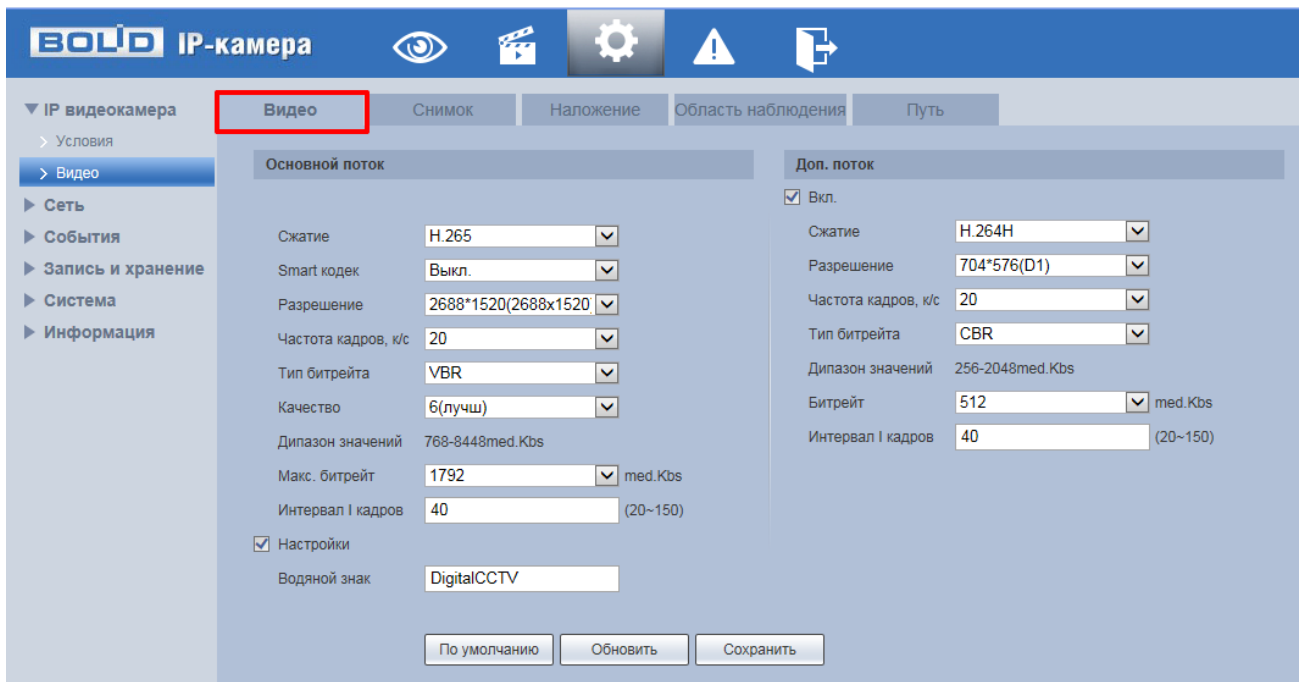 BOLID IP-камера
IP видеокамера
Условия
Видео
Сеть
События
Запись и хранение
Система
Информация
Видео Снимок Наложение Область наблюдения Путь
Основной поток
Сжатие H.265
Smart кодек Выкл.
Разрешение 2688*1520(2688x1520)
Частота кадров, к/с 20
Тип битрейта VBR
Качество 6(лучш)
Дипазон значений 768-8448med.Kbs
Макс. битрейт 1792 med.Kbs
Интервал I кадров 40 (20~150)
Настройки
Водяной знак DigitalCCTV
По умолчанию Обновить Сохранить
Доп. поток
Вкл.
Сжатие H.264H
Разрешение 704*576(D1)
Частота кадров, к/с 20
Тип битрейта CBR
Дипазон значений 256-2048med.Kbs
Битрейт 512 med.Kbs
Интервал I кадров 40 (20~150)